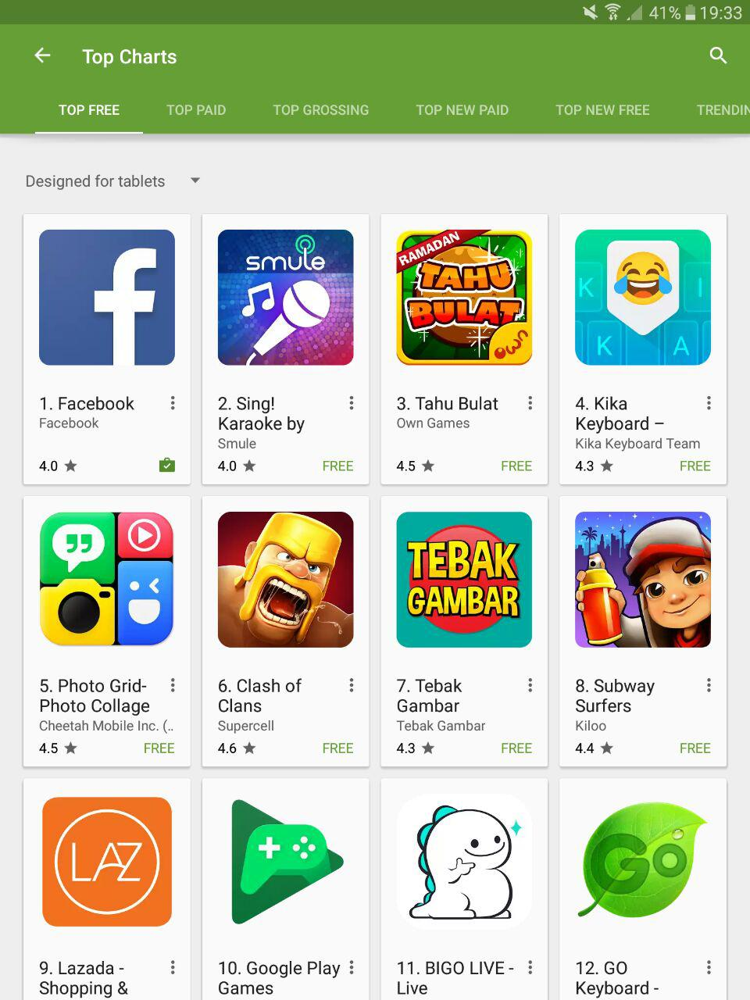 41% 19:33
Top Charts
TOP FREE TOP PAID TOP GROSSING TOP NEW PAID TOP NEW FREE TRENDIN
Designed for tablets
smule
RAMADAN
TAHU
BULAT
own
K I
K A
1. Facebook
Facebook
4.0
2. Sing!
Karaoke by
Smule
4.0 FREE
3. Tahu Bulat
Own Games
4.5 FREE
4. Kika
Keyboard –
Kika Keyboard Team
4.3 FREE
TEBAK
GAMBAR
5. Photo Grid-
Photo Collage
Cheetah Mobile Inc. (..
4.5 FREE
6. Clash of
Clans
Supercell
4.6 FREE
7. Tebak
Gambar
Tebak Gambar
4.3 FREE
8. Subway
Surfers
Kiloo
4.4 FREE
LAZ
Go
9. Lazada -
Shopping &
10. Google Play
Games
11. BIGO LIVE -
Live
12. GO
Keyboard -